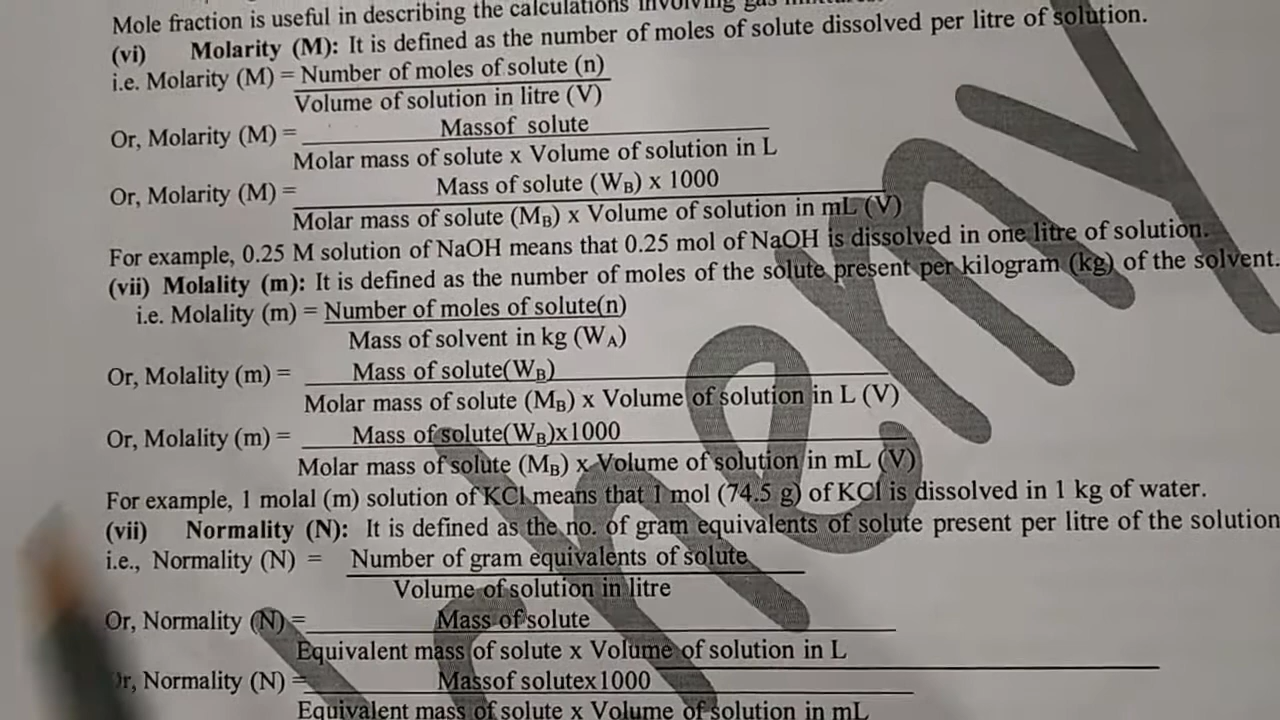 Mole fraction is useful in describing the calculations involving gas
(vi) Molarity (M): It is defined as the number of moles of solute dissolved per litre of solution.
i.e. Molarity (M) = Number of moles of solute (n)
Volume of solution in litre (V)
Or, Molarity (M) = Massof solute
Molar mass of solute x Volume of solution in L
Or, Molarity (M) = Mass of solute (WB) x 1000
Molar mass of solute (MB) x Volume of solution in mL (V)
For example, 0.25 M solution of NaOH means that 0.25 mol of NaOH is dissolved in one litre of solution.
(vii) Molality (m): It is defined as the number of moles of the solute present per kilogram (kg) of the solvent.
i.e. Molality (m) = Number of moles of solute(n)
Mass of solvent in kg (WA)
Or, Molality (m) = Mass of solute(WB)
Molar mass of solute (MB) x Volume of solution in L (V)
Or, Molality (m) = Mass of solute(WB)x1000
Molar mass of solute (MB) x Volume of solution in mL (V)
For example, 1 molal (m) solution of KCl means that 1 mol (74.5 g) of KCl is dissolved in 1 kg of water.
(vii) Normality (N): It is defined as the no. of gram equivalents of solute present per litre of the solution
i.e., Normality (N) = Number of gram equivalents of solute
Volume of solution in litre
Or, Normality (N) = Mass of solute
Equivalent mass of solute x Volume of solution in L
Or, Normality (N) = Massof solutex1000
Equivalent mass of solute x Volume of solution in mL